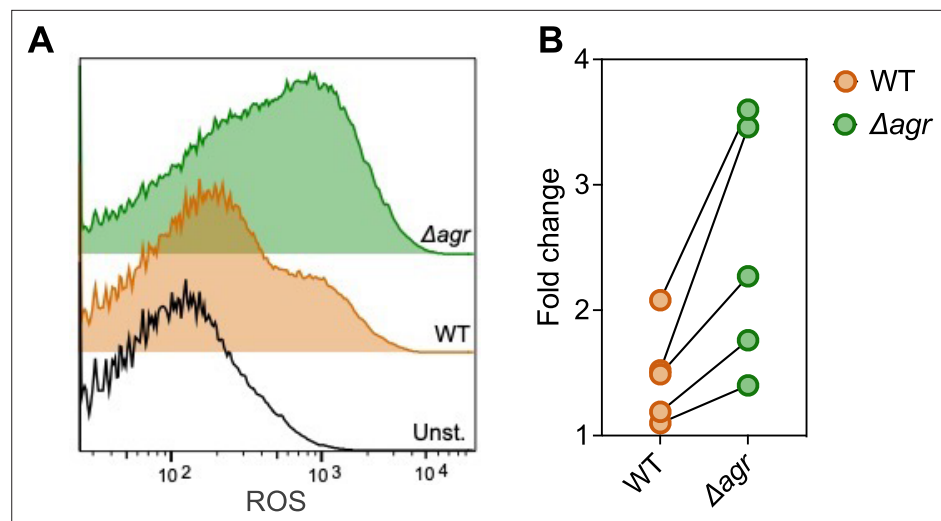 A
Δagr
WT
Unst.
10²
10³
10⁴
ROS
B
Fold change
4
3
2
1
WT
Δagr
WT
Δagr